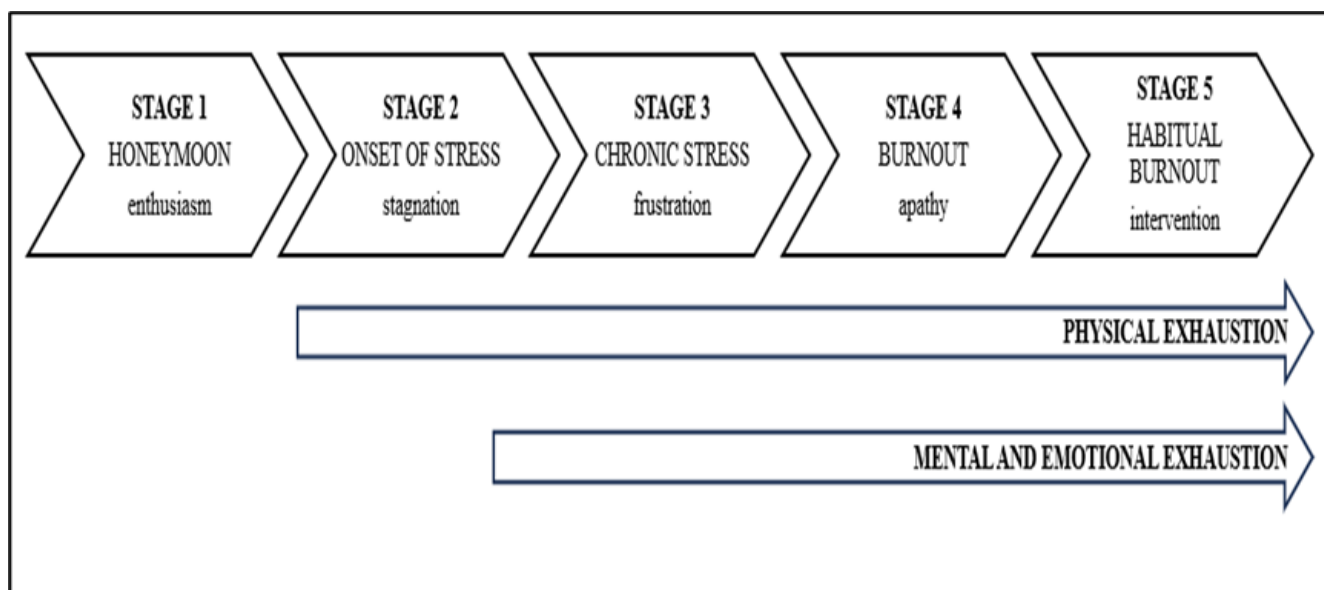 STAGE 1
HONEYMOON
enthusiasm
STAGE 2
ONSET OF STRESS
stagnation
STAGE 3
CHRONIC STRESS
frustration
STAGE 4
BURNOUT
apathy
STAGE 5
HABITUAL
BURNOUT
intervention
PHYSICAL EXHAUSTION
MENTAL AND EMOTIONAL EXHAUSTION